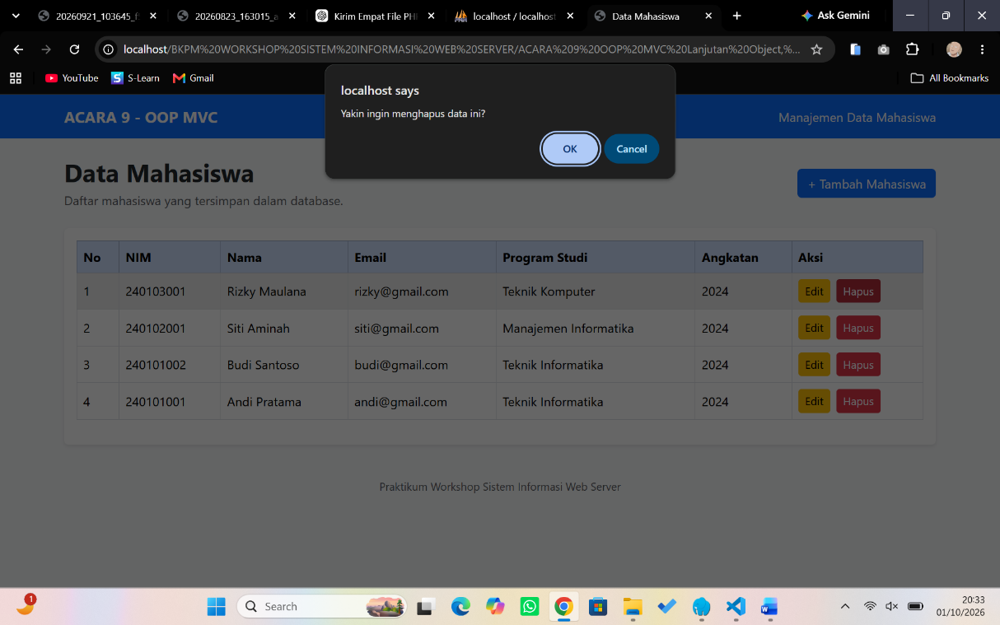 20260921_103645_f
20260823_163015_a
Kirim Empat File PHP
localhost / localhost
Data Mahasiswa
Ask Gemini
localhost/BKPM%20WORKSHOP%20SISTEM%20INFORMASI%20WEB%20SERVER/ACARA%209%20OOP%20MVC%20Lanjutan%20Object,%...
YouTube S-Learn Gmail All Bookmarks
localhost says
Yakin ingin menghapus data ini?
OK Cancel
ACARA 9 - OOP MVC Manajemen Data Mahasiswa
Data Mahasiswa
Daftar mahasiswa yang tersimpan dalam database.
+ Tambah Mahasiswa
No NIM Nama Email Program Studi Angkatan Aksi
1 240103001 Rizky Maulana rizky@gmail.com Teknik Komputer 2024 Edit Hapus
2 240102001 Siti Aminah siti@gmail.com Manajemen Informatika 2024 Edit Hapus
3 240101002 Budi Santoso budi@gmail.com Teknik Informatika 2024 Edit Hapus
4 240101001 Andi Pratama andi@gmail.com Teknik Informatika 2024 Edit Hapus
Praktikum Workshop Sistem Informasi Web Server
1
Search
20:33
01/10/2026